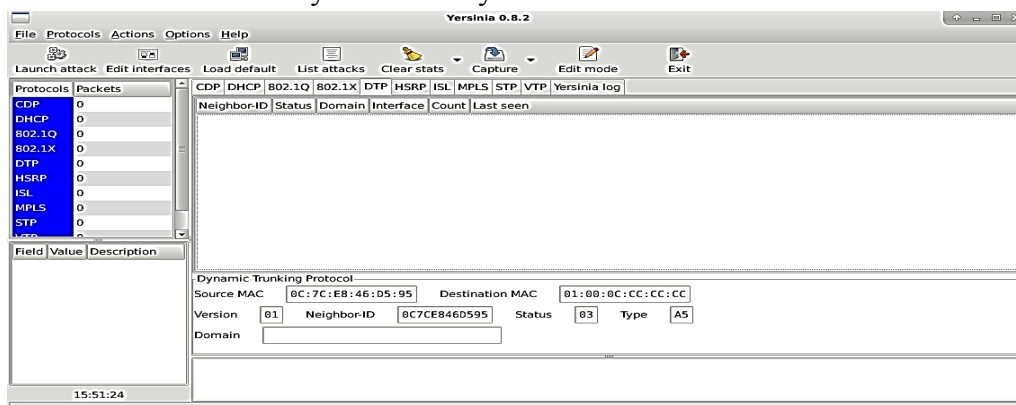 Yersinia 0.8.2
File Protocols Actions Options Help
Launch attack Edit interfaces Load default List attacks Clear stats Capture Edit mode Exit
Protocols Packets
CDP 0
DHCP 0
802.1Q 0
802.1X 0
DTP 0
HSRP 0
ISL 0
MPLS 0
STP 0
VTP 0
Field Value Description
15:51:24
CDP DHCP 802.1Q 802.1X DTP HSRP ISL MPLS STP VTP Yersinia log
Neighbor-ID Status Domain Interface Count Last seen
Dynamic Trunking Protocol
Source MAC 0C:7C:E8:46:D5:95 Destination MAC 01:00:0C:CC:CC:CC
Version 01 Neighbor-ID 0C7CE846D595 Status 03 Type A5
Domain